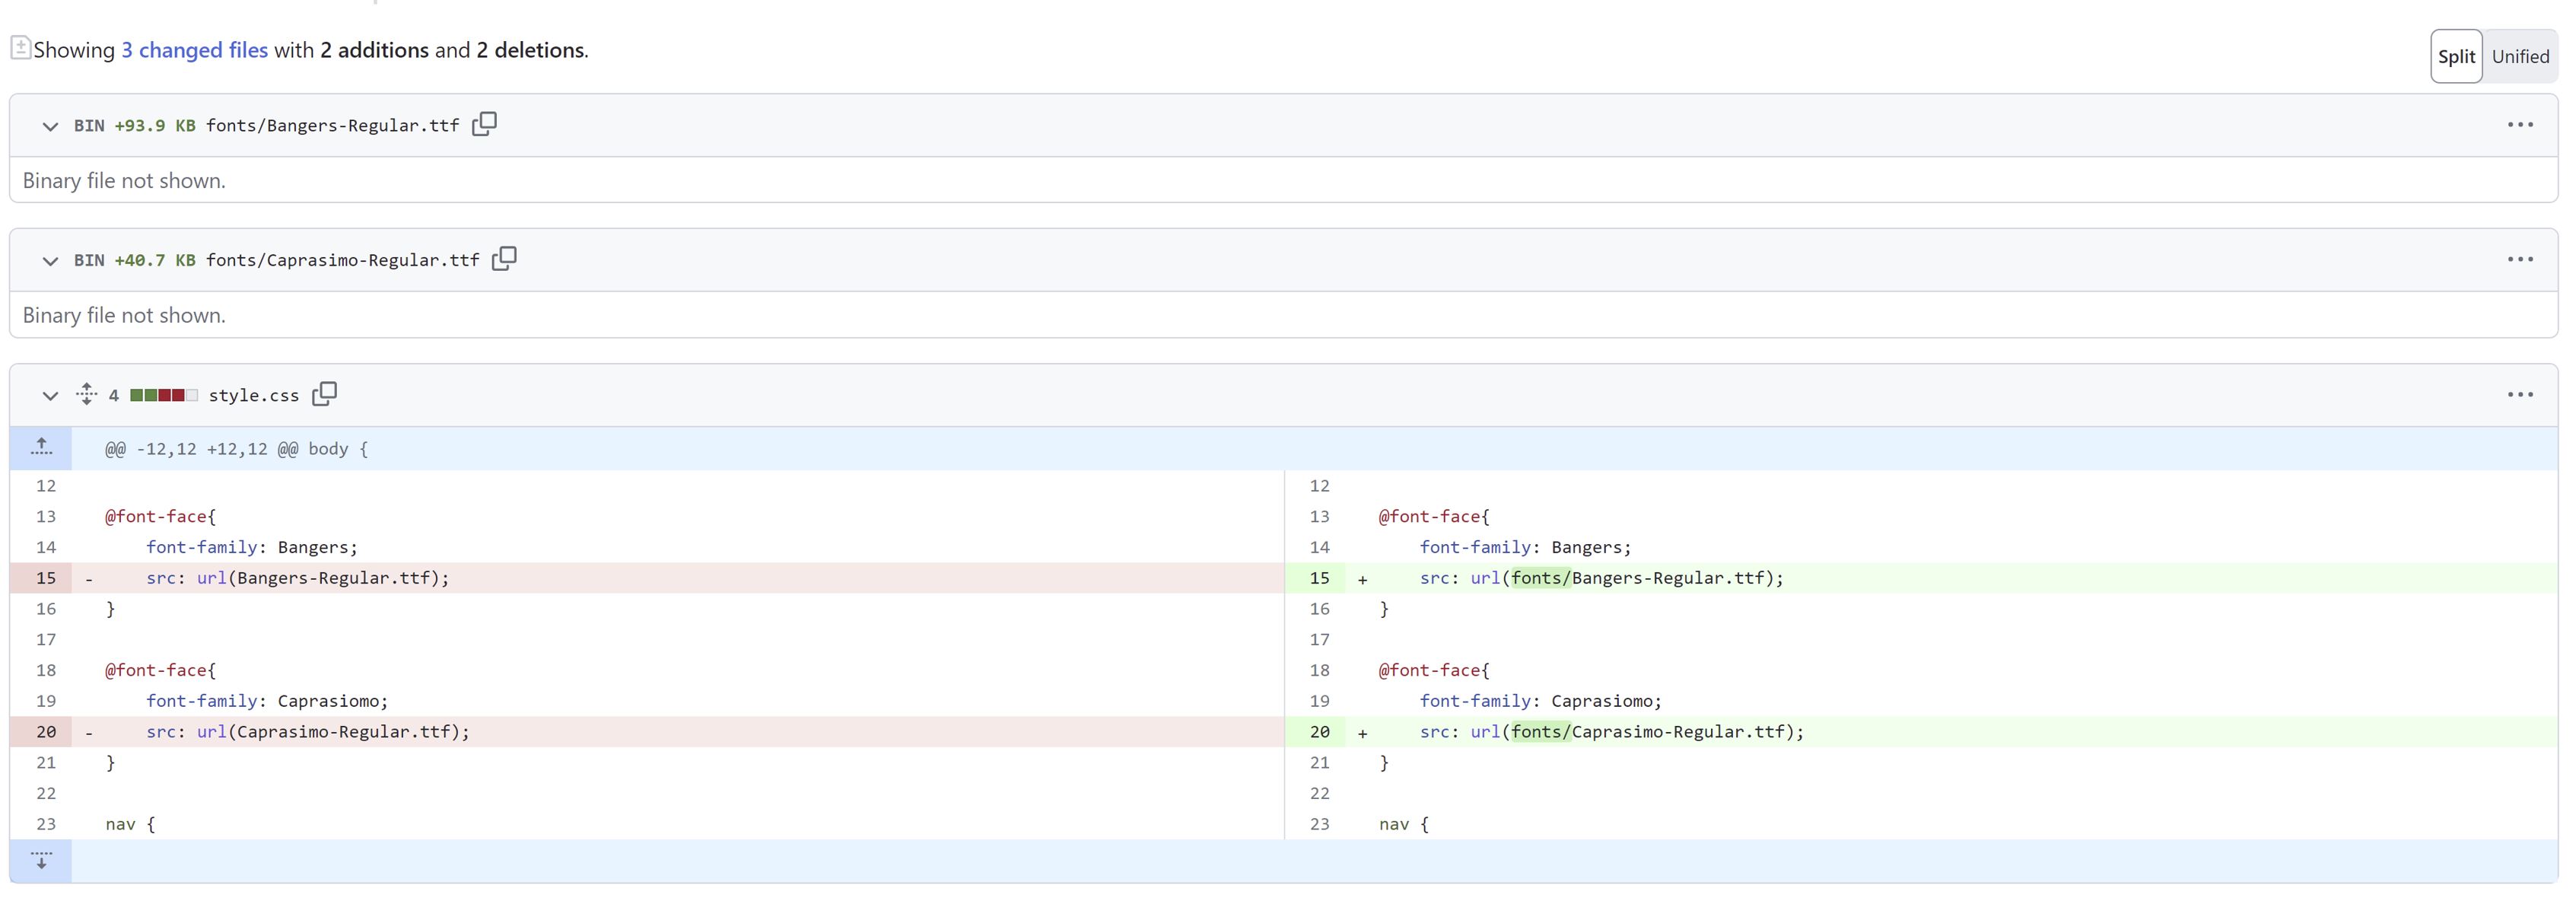 Showing 3 changed files with 2 additions and 2 deletions.
Split Unified
BIN +93.9 KB fonts/Bangers-Regular.ttf
Binary file not shown.
BIN +40.7 KB fonts/Caprasimo-Regular.ttf
Binary file not shown.
4 style.css
@@ -12,12 +12,12 @@ body {
12 12
13 @font-face{ 13 @font-face{
14 font-family: Bangers; 14 font-family: Bangers;
15 - src: url(Bangers-Regular.ttf); 15 + src: url(fonts/Bangers-Regular.ttf);
16 } 16 }
17 17
18 @font-face{ 18 @font-face{
19 font-family: Caprasiomo; 19 font-family: Caprasiomo;
20 - src: url(Caprasimo-Regular.ttf); 20 + src: url(fonts/Caprasimo-Regular.ttf);
21 } 21 }
22 22
23 nav { 23 nav {